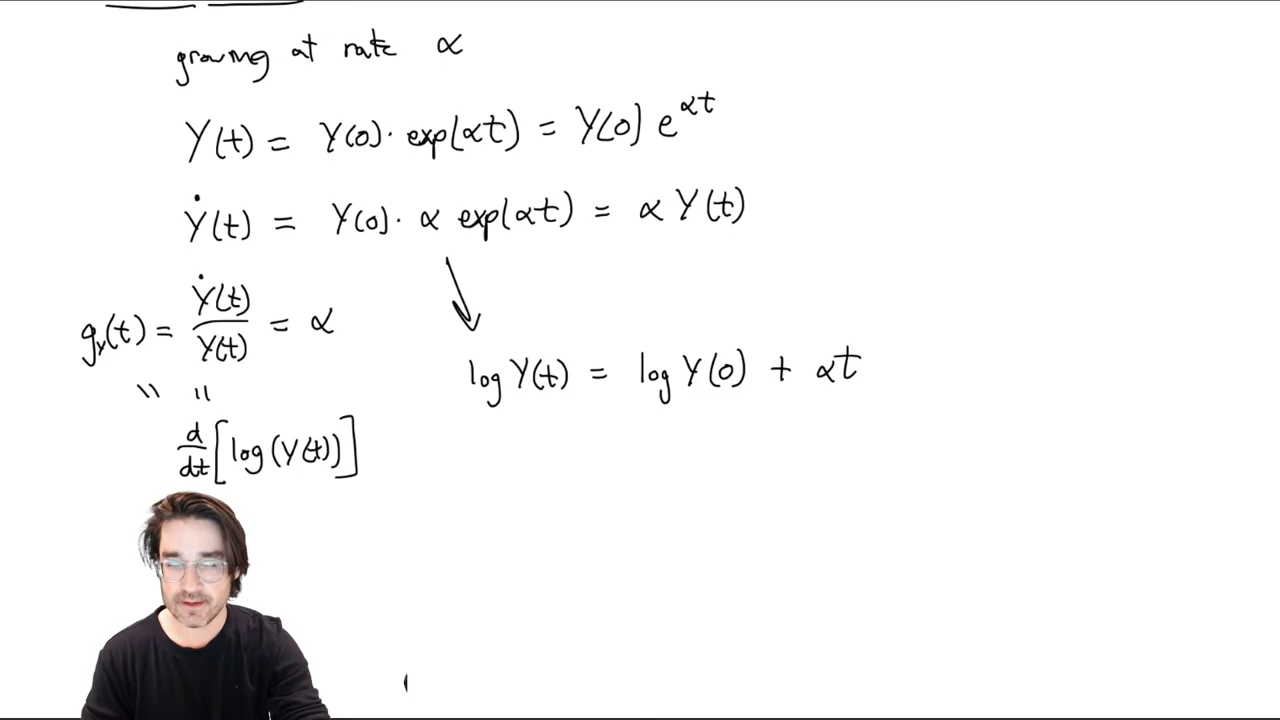 growing at rate α
Y(t) = Y(0)· exp(αt) = Y(0) e^{αt}
Ẏ(t) = Y(0)· α exp(αt) = α Y(t)
g_Y(t) = Ẏ(t)/Y(t) = α
log Y(t) = log Y(0) + αt
" "
d/dt [log(Y(t))]